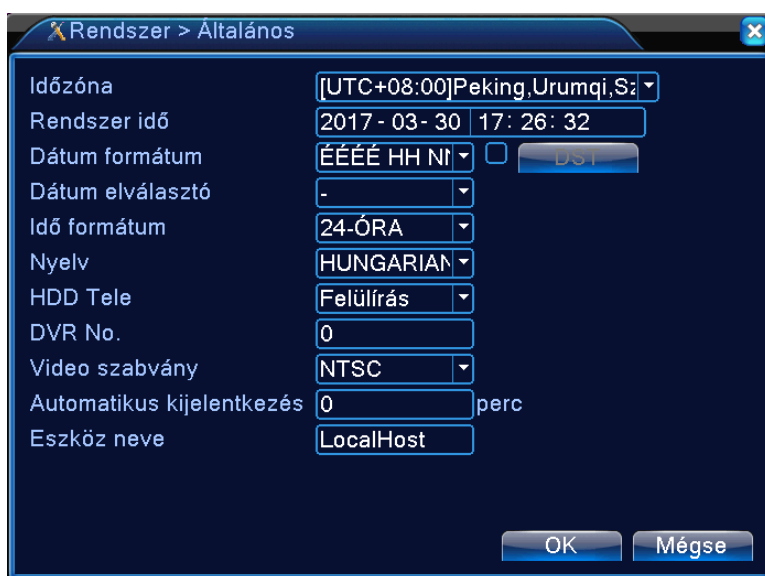 Rendszer > Általános
Időzóna [UTC+08:00]Peking,Urumqi,Sz
Rendszer idő 2017 - 03 - 30 17: 26: 32
Dátum formátum ÉÉÉÉ HH DST
Dátum elválasztó -
Idő formátum 24-ÓRA
Nyelv HUNGARIAN
HDD Tele Felülírás
DVR No. 0
Video szabvány NTSC
Automatikus kijelentkezés 0 perc
Eszköz neve LocalHost
OK Mégse